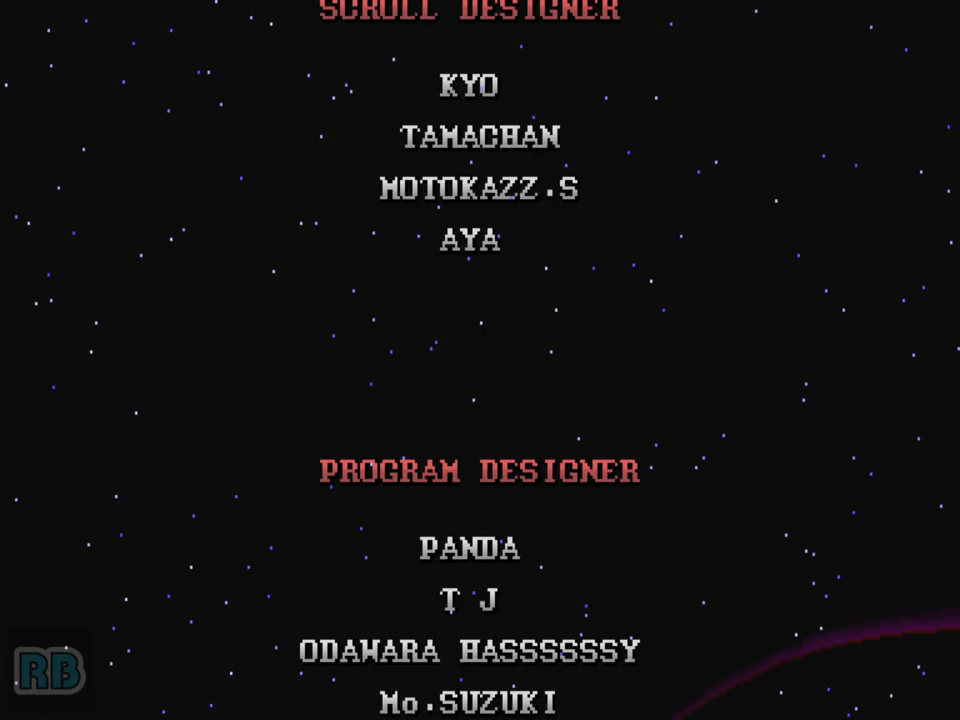 SCROLL DESIGNER
KYO
TAMACHAN
MOTOKAZZ.S
AYA
PROGRAM DESIGNER
PANDA
T J
ODAWARA HASSSSSSY
Mo.SUZUKI
RB